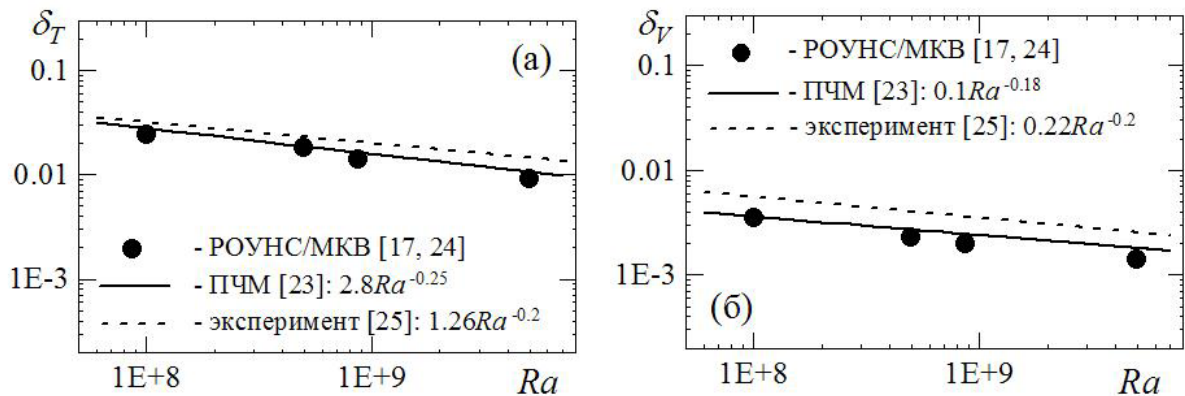 δT
(а)
0.1
0.01
1E-3
- РОУНС/МКВ [17, 24]
- ПЧМ [23]: 2.8Ra-0.25
- эксперимент [25]: 1.26Ra-0.2
1E+8
1E+9
Ra
δV
- РОУНС/МКВ [17, 24]
- ПЧМ [23]: 0.1Ra-0.18
- эксперимент [25]: 0.22Ra-0.2
0.1
0.01
1E-3
(б)
1E+8
1E+9
Ra